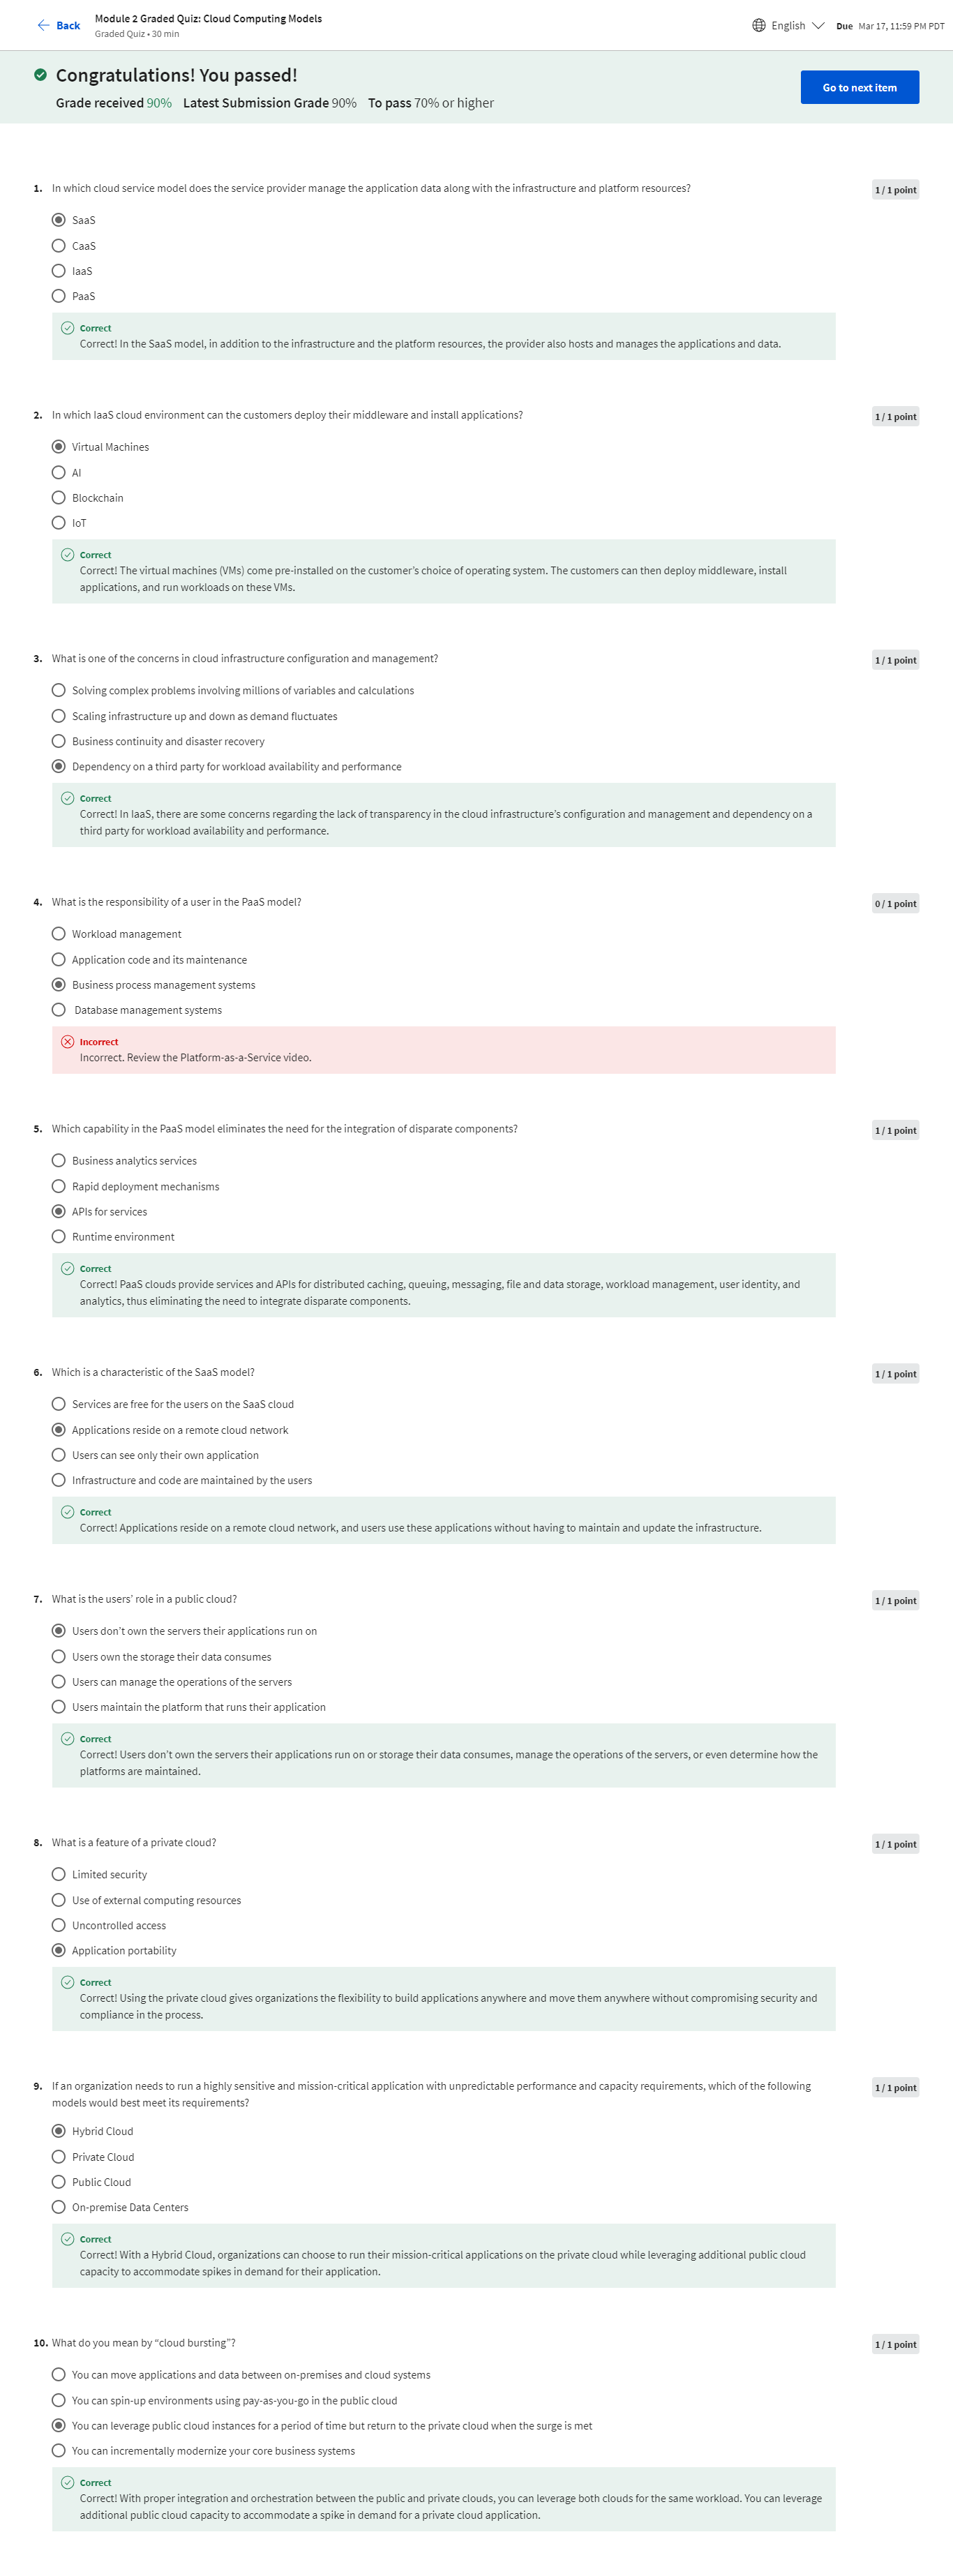 Back
Module 2 Graded Quiz: Cloud Computing Models
Graded Quiz • 30 min
English
Due Mar 17, 11:59 PM PDT
Congratulations! You passed!
Grade received 90% Latest Submission Grade 90% To pass 70% or higher
Go to next item
1. In which cloud service model does the service provider manage the application data along with the infrastructure and platform resources?
1 / 1 point
SaaS
CaaS
IaaS
PaaS
Correct
Correct! In the SaaS model, in addition to the infrastructure and the platform resources, the provider also hosts and manages the applications and data.
2. In which IaaS cloud environment can the customers deploy their middleware and install applications?
1 / 1 point
Virtual Machines
AI
Blockchain
IoT
Correct
Correct! The virtual machines (VMs) come pre-installed on the customer’s choice of operating system. The customers can then deploy middleware, install
applications, and run workloads on these VMs.
3. What is one of the concerns in cloud infrastructure configuration and management?
1 / 1 point
Solving complex problems involving millions of variables and calculations
Scaling infrastructure up and down as demand fluctuates
Business continuity and disaster recovery
Dependency on a third party for workload availability and performance
Correct
Correct! In IaaS, there are some concerns regarding the lack of transparency in the cloud infrastructure’s configuration and management and dependency on a
third party for workload availability and performance.
4. What is the responsibility of a user in the PaaS model?
0 / 1 point
Workload management
Application code and its maintenance
Business process management systems
Database management systems
Incorrect
Incorrect. Review the Platform-as-a-Service video.
5. Which capability in the PaaS model eliminates the need for the integration of disparate components?
1 / 1 point
Business analytics services
Rapid deployment mechanisms
APIs for services
Runtime environment
Correct
Correct! PaaS clouds provide services and APIs for distributed caching, queuing, messaging, file and data storage, workload management, user identity, and
analytics, thus eliminating the need to integrate disparate components.
6. Which is a characteristic of the SaaS model?
1 / 1 point
Services are free for the users on the SaaS cloud
Applications reside on a remote cloud network
Users can see only their own application
Infrastructure and code are maintained by the users
Correct
Correct! Applications reside on a remote cloud network, and users use these applications without having to maintain and update the infrastructure.
7. What is the users’ role in a public cloud?
1 / 1 point
Users don’t own the servers their applications run on
Users own the storage their data consumes
Users can manage the operations of the servers
Users maintain the platform that runs their application
Correct
Correct! Users don’t own the servers their applications run on or storage their data consumes, manage the operations of the servers, or even determine how the
platforms are maintained.
8. What is a feature of a private cloud?
1 / 1 point
Limited security
Use of external computing resources
Uncontrolled access
Application portability
Correct
Correct! Using the private cloud gives organizations the flexibility to build applications anywhere and move them anywhere without compromising security and
compliance in the process.
9. If an organization needs to run a highly sensitive and mission-critical application with unpredictable performance and capacity requirements, which of the following
models would best meet its requirements?
1 / 1 point
Hybrid Cloud
Private Cloud
Public Cloud
On-premise Data Centers
Correct
Correct! With a Hybrid Cloud, organizations can choose to run their mission-critical applications on the private cloud while leveraging additional public cloud
capacity to accommodate spikes in demand for their application.
10. What do you mean by “cloud bursting”?
1 / 1 point
You can move applications and data between on-premises and cloud systems
You can spin-up environments using pay-as-you-go in the public cloud
You can leverage public cloud instances for a period of time but return to the private cloud when the surge is met
You can incrementally modernize your core business systems
Correct
Correct! With proper integration and orchestration between the public and private clouds, you can leverage both clouds for the same workload. You can leverage
additional public cloud capacity to accommodate a spike in demand for a private cloud application.